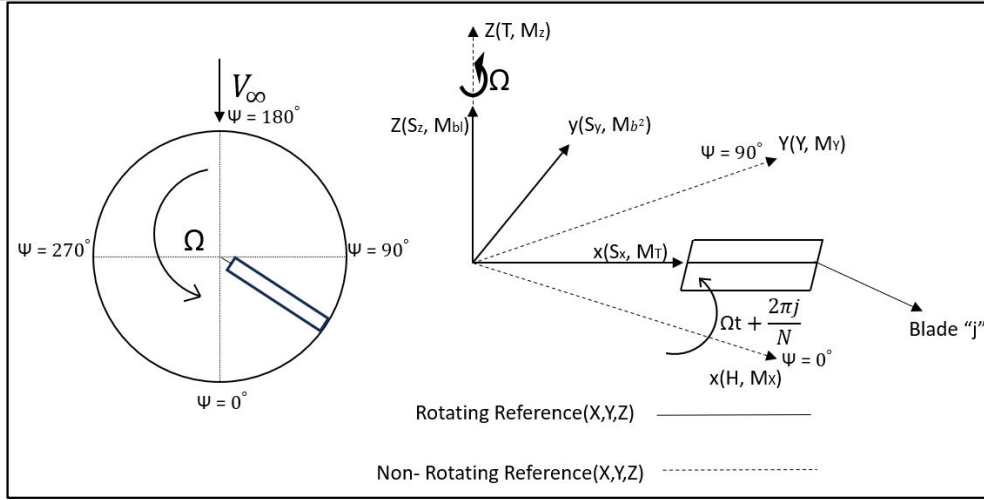 V∞
Ψ = 180°
Ψ = 270°
Ω
Ψ = 90°
Ψ = 0°
Z(T, Mz)
Ω
Z(Sz, Mbl)
y(Sy, Mb²)
Ψ = 90°
Y(Y, MY)
x(Sx, MT)
Ωt + 2πj/N
Blade “j”
Ψ = 0°
x(H, Mx)
Rotating Reference(X,Y,Z)
Non- Rotating Reference(X,Y,Z)